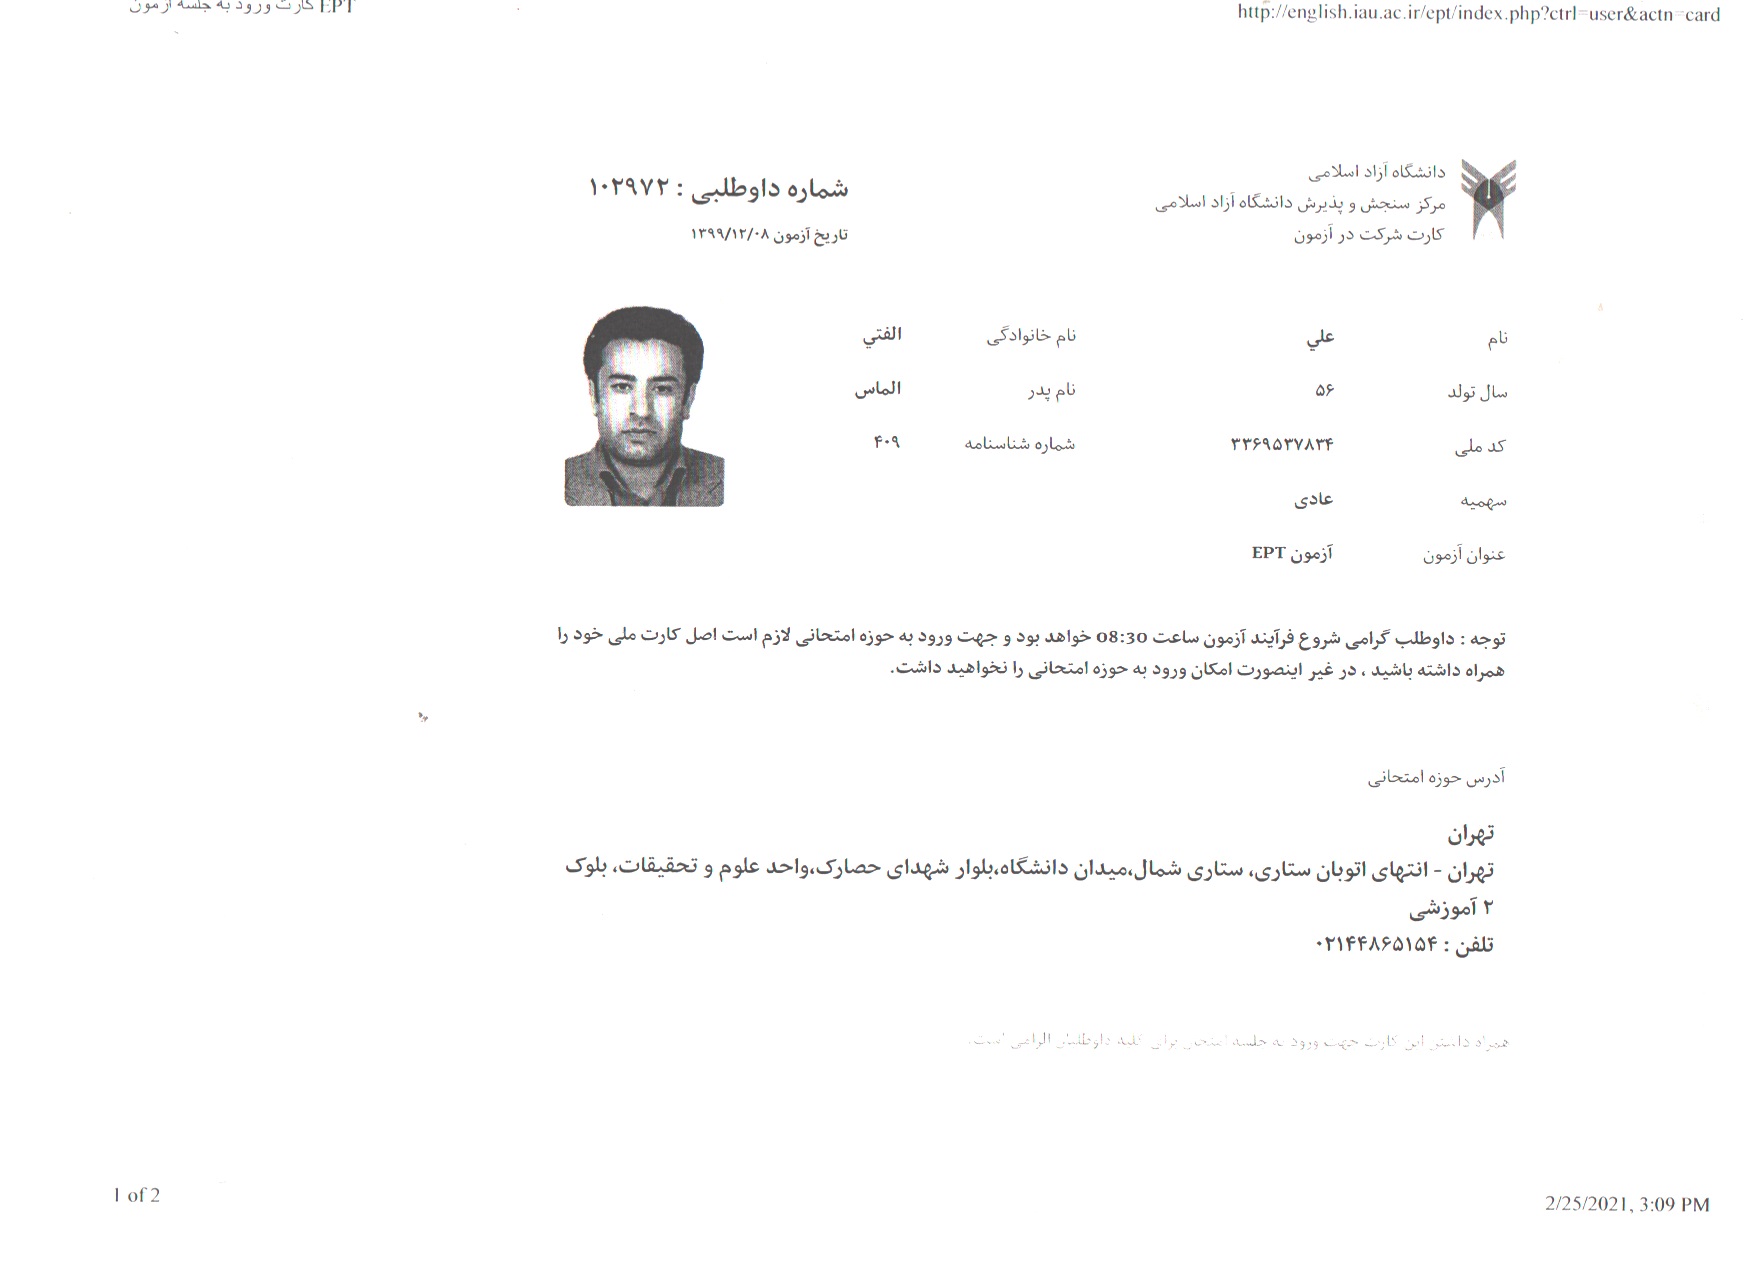 EPT کارت ورود به جلسه آزمون
http://english.iau.ac.ir/ept/index.php?ctrl=user&actn=card
دانشگاه آزاد اسلامی
مرکز سنجش و پذیرش دانشگاه آزاد اسلامی
کارت شرکت در آزمون
شماره داوطلبی : ۱۰۲۹۷۲
تاریخ آزمون ۱۳۹۹/۱۲/۰۸
نام علي نام خانوادگی الفتي
سال تولد ۵۶ نام پدر الماس
کد ملی ۳۳۶۹۵۳۷۸۳۴ شماره شناسنامه ۴۰۹
سهمیه عادی
عنوان آزمون آزمون EPT
توجه : داوطلب گرامی شروع فرآیند آزمون ساعت 08:30 خواهد بود و جهت ورود به حوزه امتحانی لازم است اصل کارت ملی خود را
همراه داشته باشید ، در غیر اینصورت امکان ورود به حوزه امتحانی را نخواهید داشت.
آدرس حوزه امتحانی
تهران
تهران - انتهای اتوبان ستاری، ستاری شمال،میدان دانشگاه،بلوار شهدای حصارک،واحد علوم و تحقیقات، بلوک
۲ آموزشی
تلفن : ۰۲۱۴۴۸۶۵۱۵۴
همراه داشتن این کارت جهت ورود به جلسه امتحان برای کلیه داوطلبان الزامی است.
1 of 2
2/25/2021, 3:09 PM